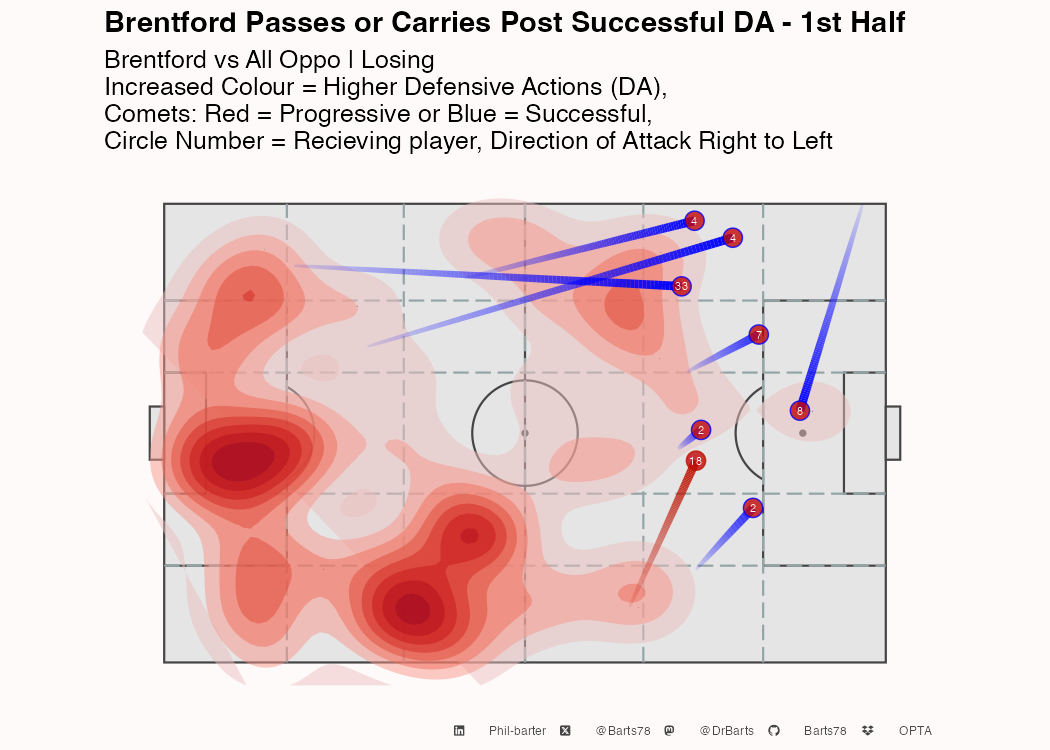 Brentford Passes or Carries Post Successful DA - 1st Half
Brentford vs All Oppo | Losing
Increased Colour = Higher Defensive Actions (DA),
Comets: Red = Progressive or Blue = Successful,
Circle Number = Recieving player, Direction of Attack Right to Left
4
4
33
7
8
2
18
2
Phil-barter @Barts78 @DrBarts Barts78 OPTA